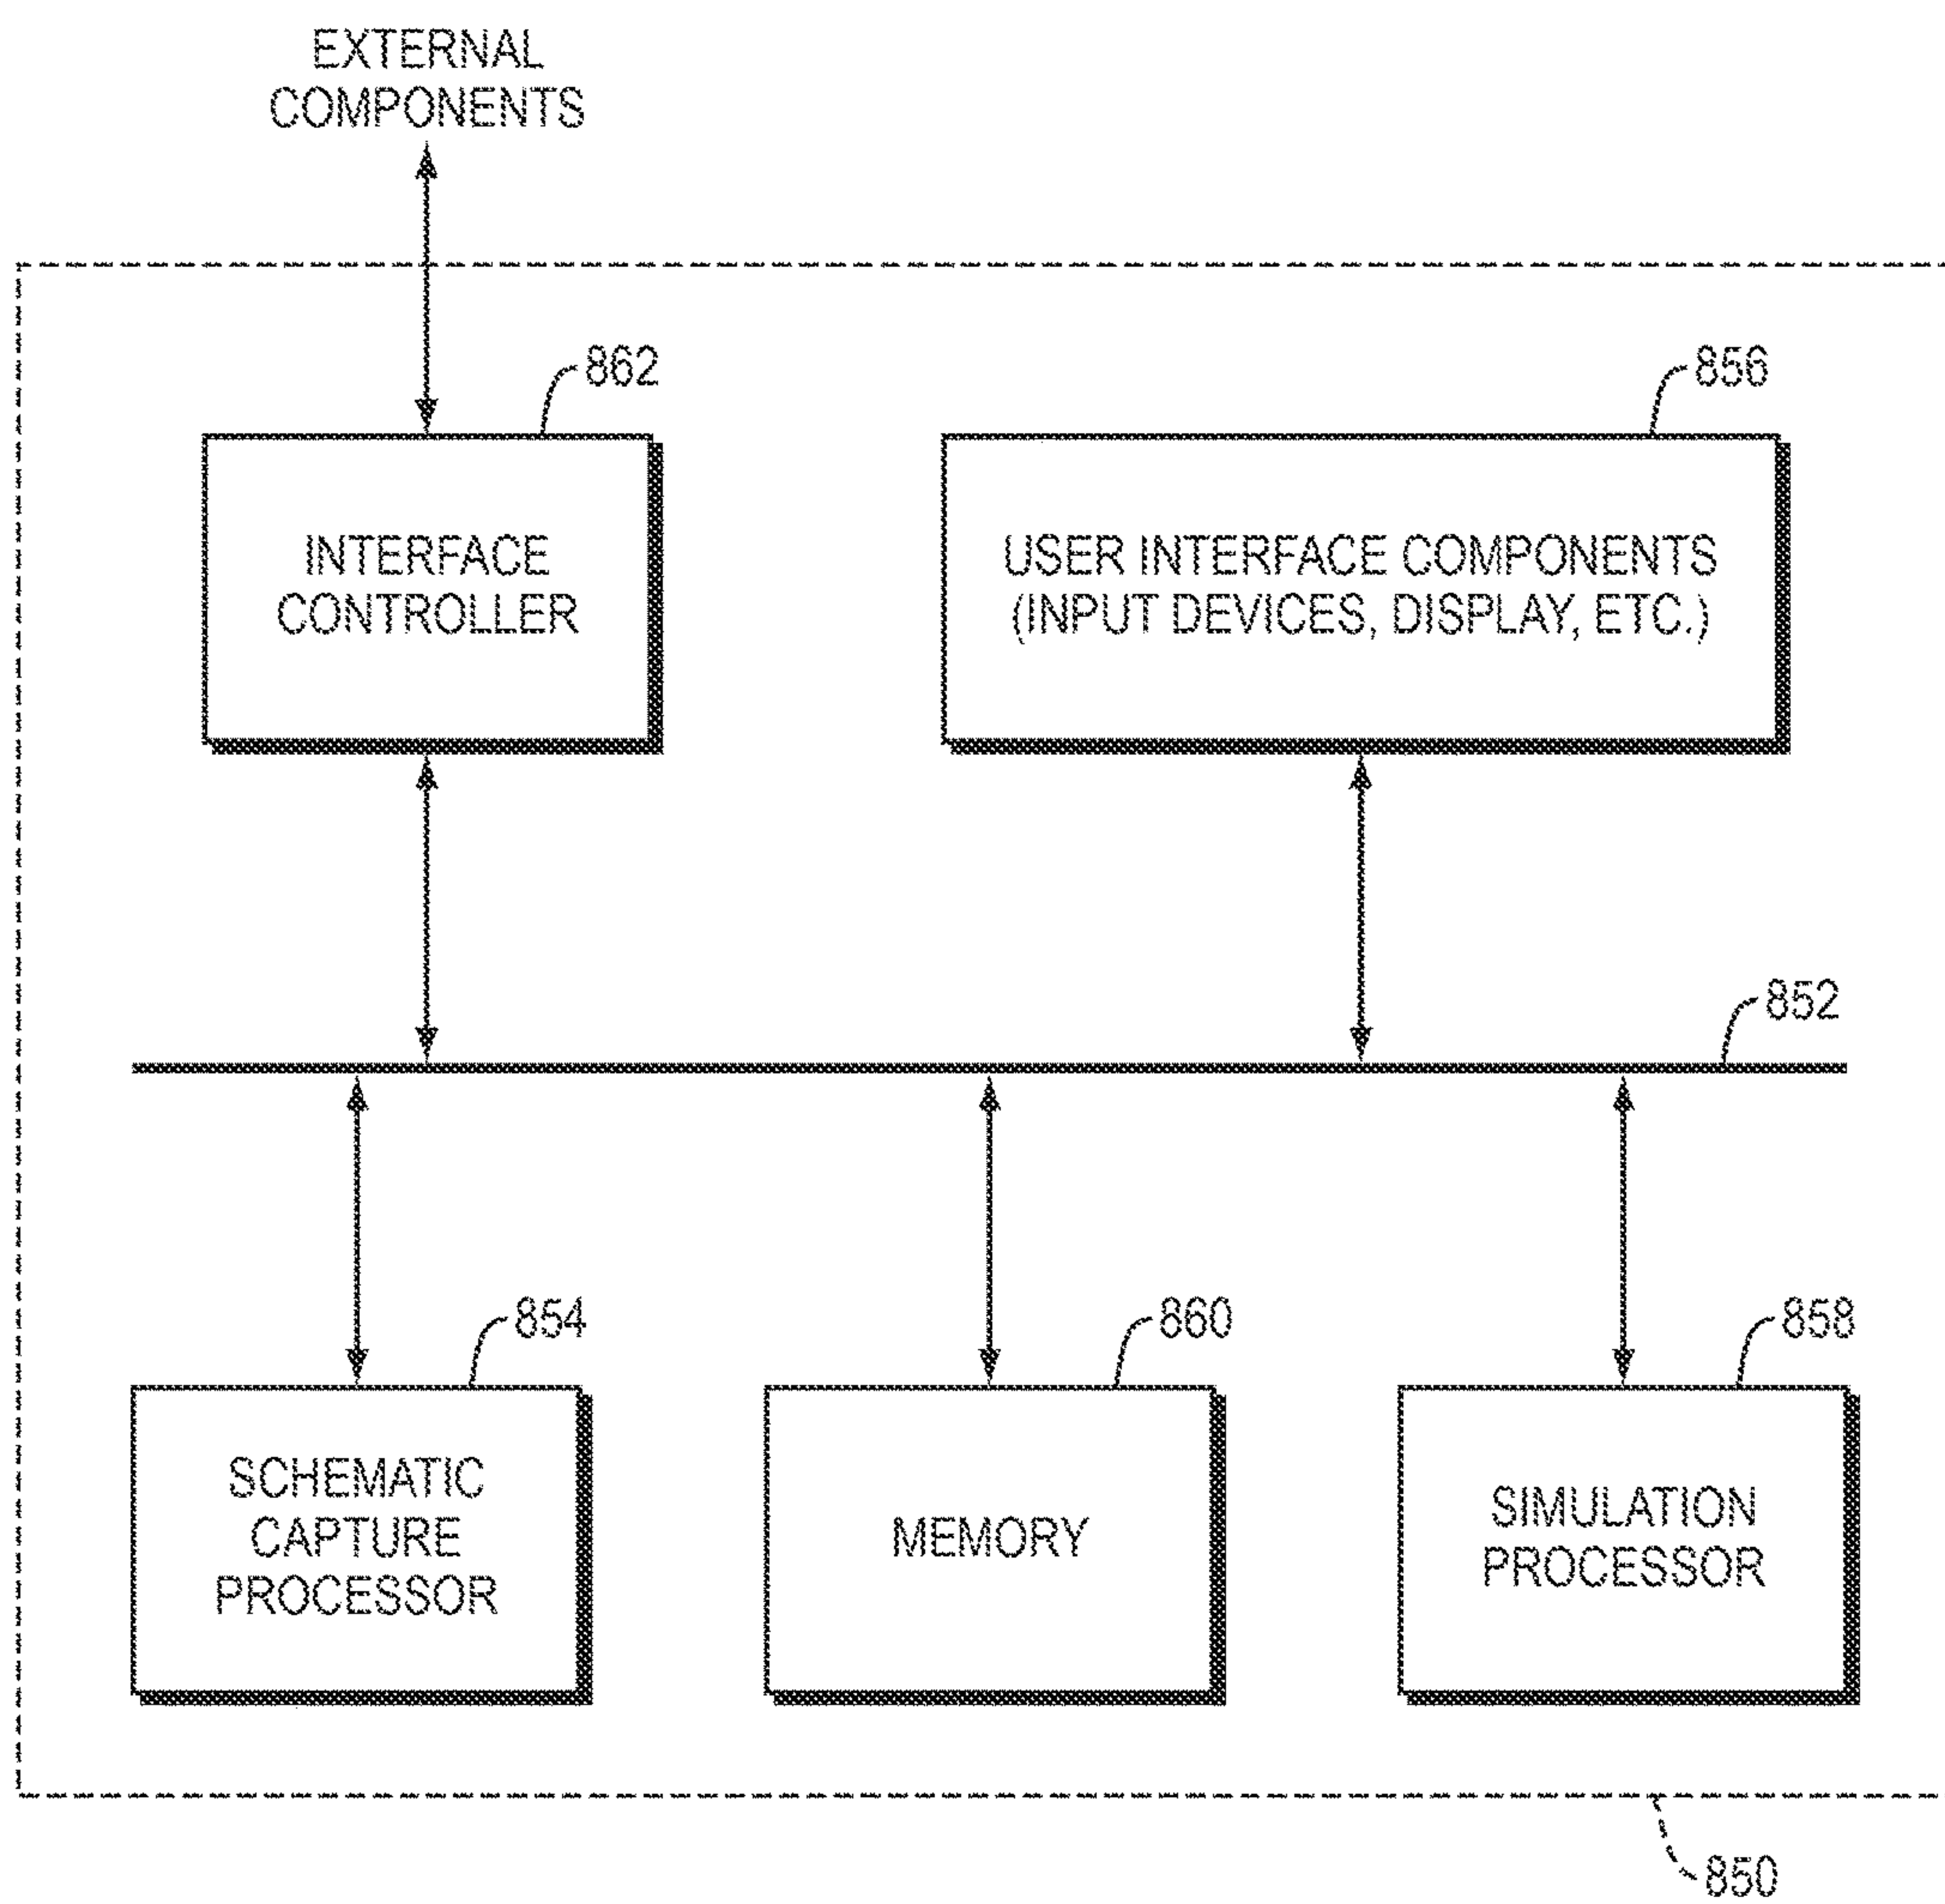 EXTERNAL
COMPONENTS
862
856
INTERFACE
CONTROLLER
USER INTERFACE COMPONENTS
(INPUT DEVICES, DISPLAY, ETC.)
852
854
860
858
SCHEMATIC
CAPTURE
PROCESSOR
MEMORY
SIMULATION
PROCESSOR
850